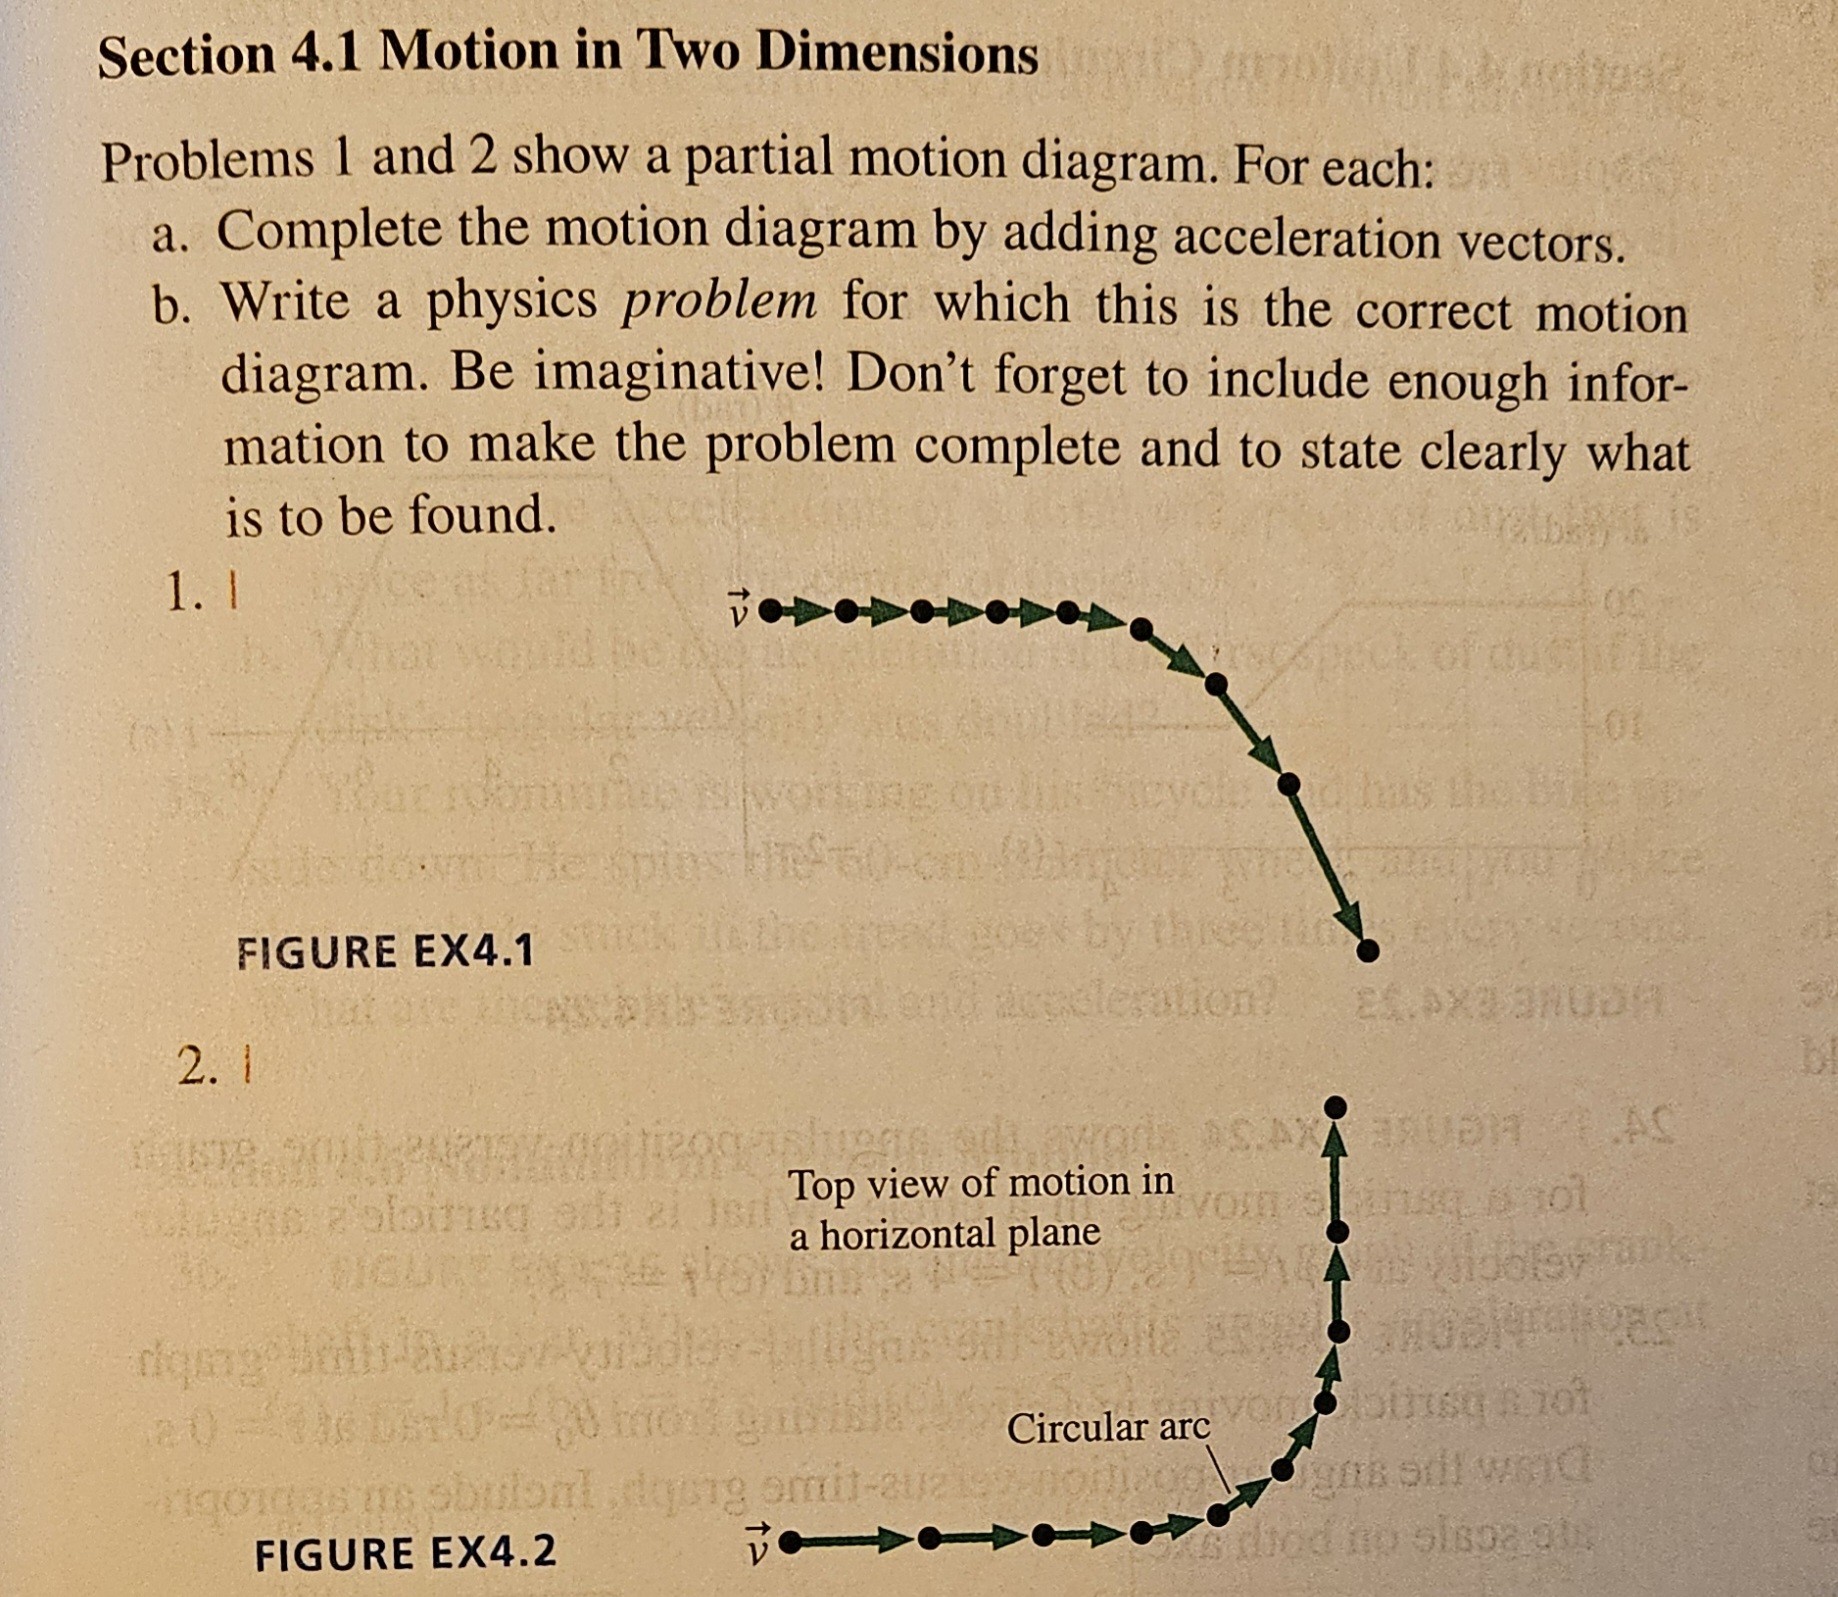 Section 4.1 Motion in Two Dimensions
Problems 1 and 2 show a partial motion diagram. For each:
a. Complete the motion diagram by adding acceleration vectors.
b. Write a physics problem for which this is the correct motion
diagram. Be imaginative! Don't forget to include enough infor-
mation to make the problem complete and to state clearly what
is to be found.
1. |
v⃗
FIGURE EX4.1
2. |
Top view of motion in
a horizontal plane
Circular arc
v⃗
FIGURE EX4.2